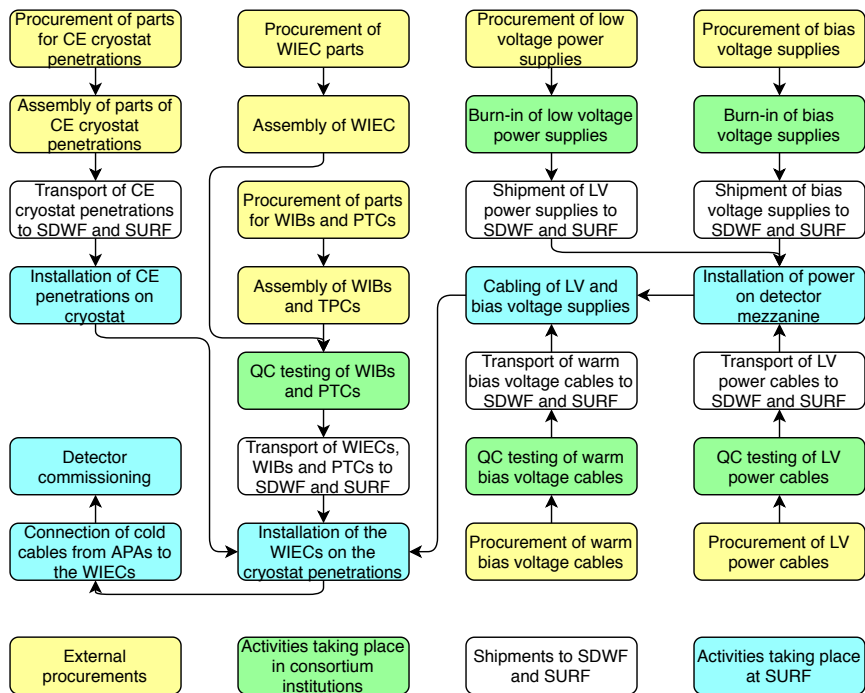 Procurement of parts
for CE cryostat
penetrations
Procurement of
WIEC parts
Procurement of low
voltage power
supplies
Procurement of bias
voltage supplies
Assembly of parts of
CE cryostat
penetrations
Assembly of WIEC
Burn-in of low voltage
power supplies
Burn-in of bias
voltage supplies
Transport of CE
cryostat penetrations
to SDWF and SURF
Procurement of parts
for WIBs and PTCs
Shipment of LV
power supplies to
SDWF and SURF
Shipment of bias
voltage supplies to
SDWF and SURF
Installation of CE
penetrations on
cryostat
Assembly of WIBs
and TPCs
Cabling of LV and
bias voltage supplies
Installation of power
on detector
mezzanine
QC testing of WIBs
and PTCs
Transport of warm
bias voltage cables to
SDWF and SURF
Transport of LV
power cables to
SDWF and SURF
Detector
commissioning
Transport of WIECs,
WIBs and PTCs to
SDWF and SURF
QC testing of warm
bias voltage cables
QC testing of LV
power cables
Connection of cold
cables from APAs to
the WIECs
Installation of the
WIECs on the
cryostat penetrations
Procurement of warm
bias voltage cables
Procurement of LV
power cables
External
procurements
Activities taking place
in consortium
institutions
Shipments to SDWF
and SURF
Activities taking place
at SURF